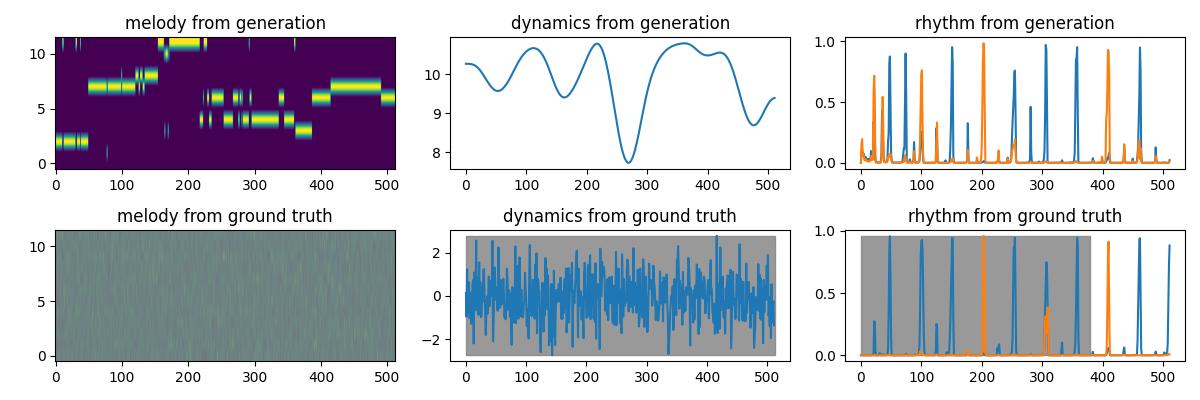 melody from generation
10
5
0
0 100 200 300 400 500
dynamics from generation
10
9
8
0 100 200 300 400 500
rhythm from generation
1.0
0.5
0.0
0 100 200 300 400 500
melody from ground truth
10
5
0
0 100 200 300 400 500
dynamics from ground truth
2
0
−2
0 100 200 300 400 500
rhythm from ground truth
1.0
0.5
0.0
0 100 200 300 400 500